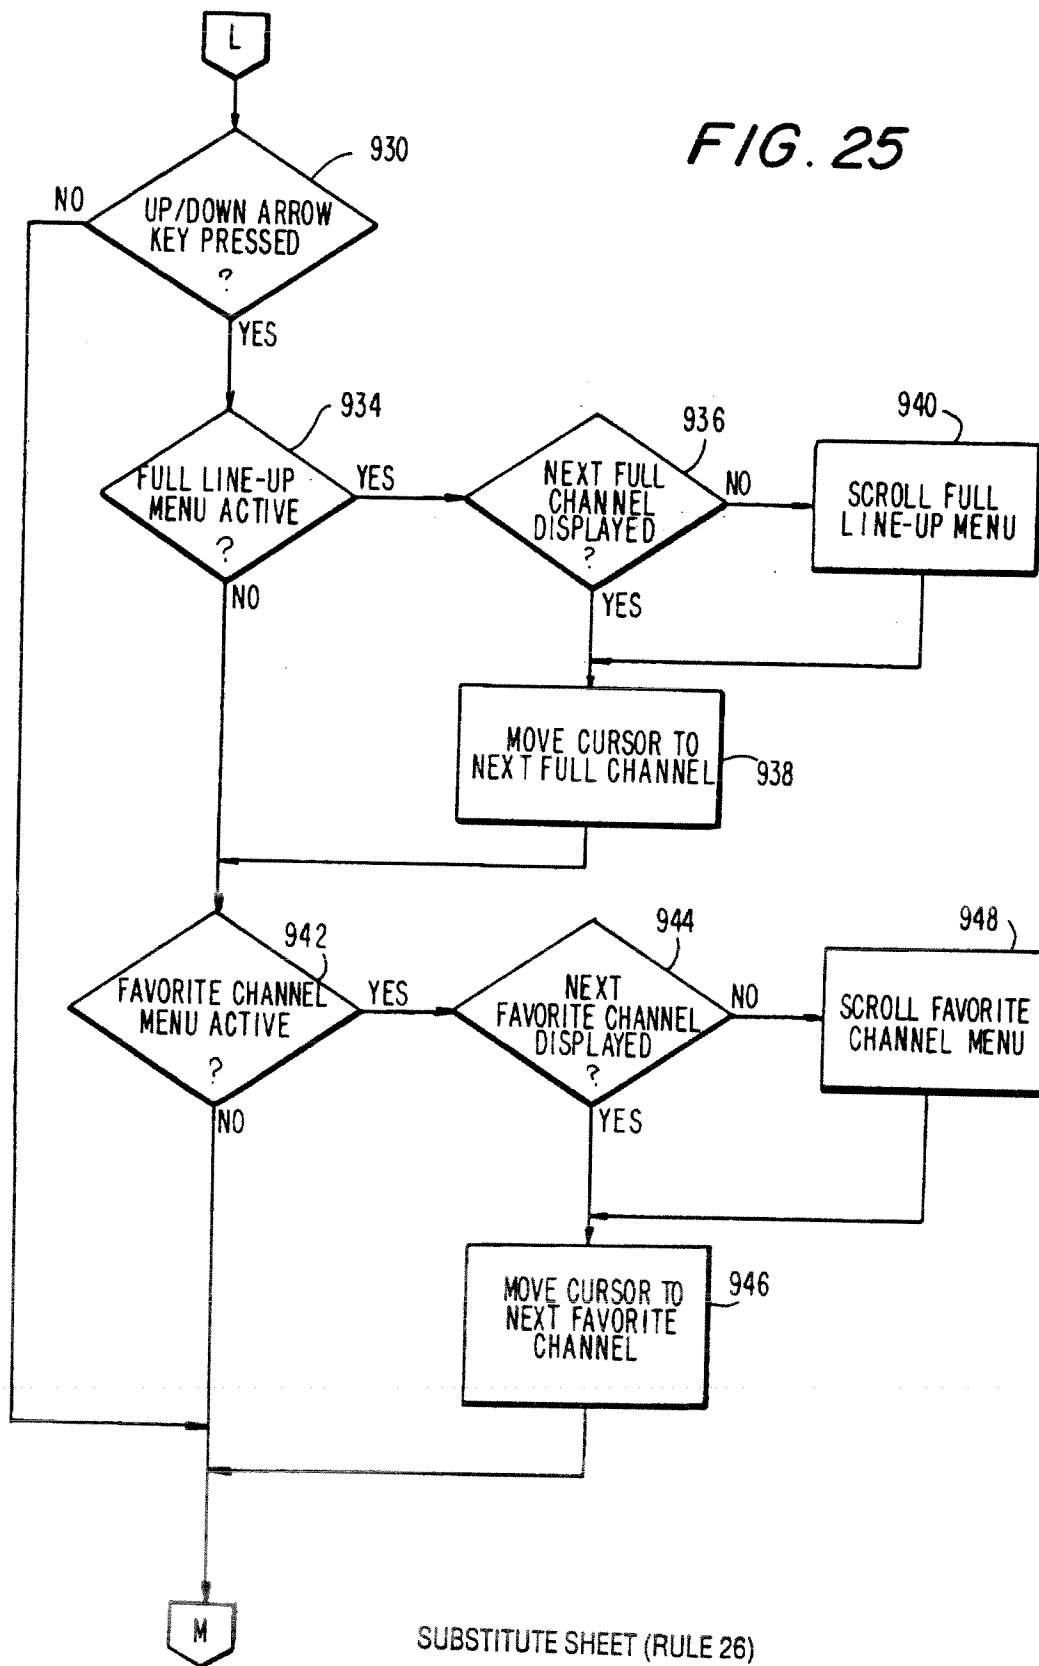 L
FIG. 25
930
NO
UP/DOWN ARROW
KEY PRESSED
?
YES
934
FULL LINE-UP
MENU ACTIVE
?
YES
NO
936
NEXT FULL
CHANNEL
DISPLAYED
?
NO
YES
940
SCROLL FULL
LINE-UP MENU
MOVE CURSOR TO
NEXT FULL CHANNEL
938
942
FAVORITE CHANNEL
MENU ACTIVE
?
YES
NO
944
NEXT
FAVORITE CHANNEL
DISPLAYED
?
NO
YES
948
SCROLL FAVORITE
CHANNEL MENU
MOVE CURSOR TO
NEXT FAVORITE
CHANNEL
946
M
SUBSTITUTE SHEET (RULE 26)